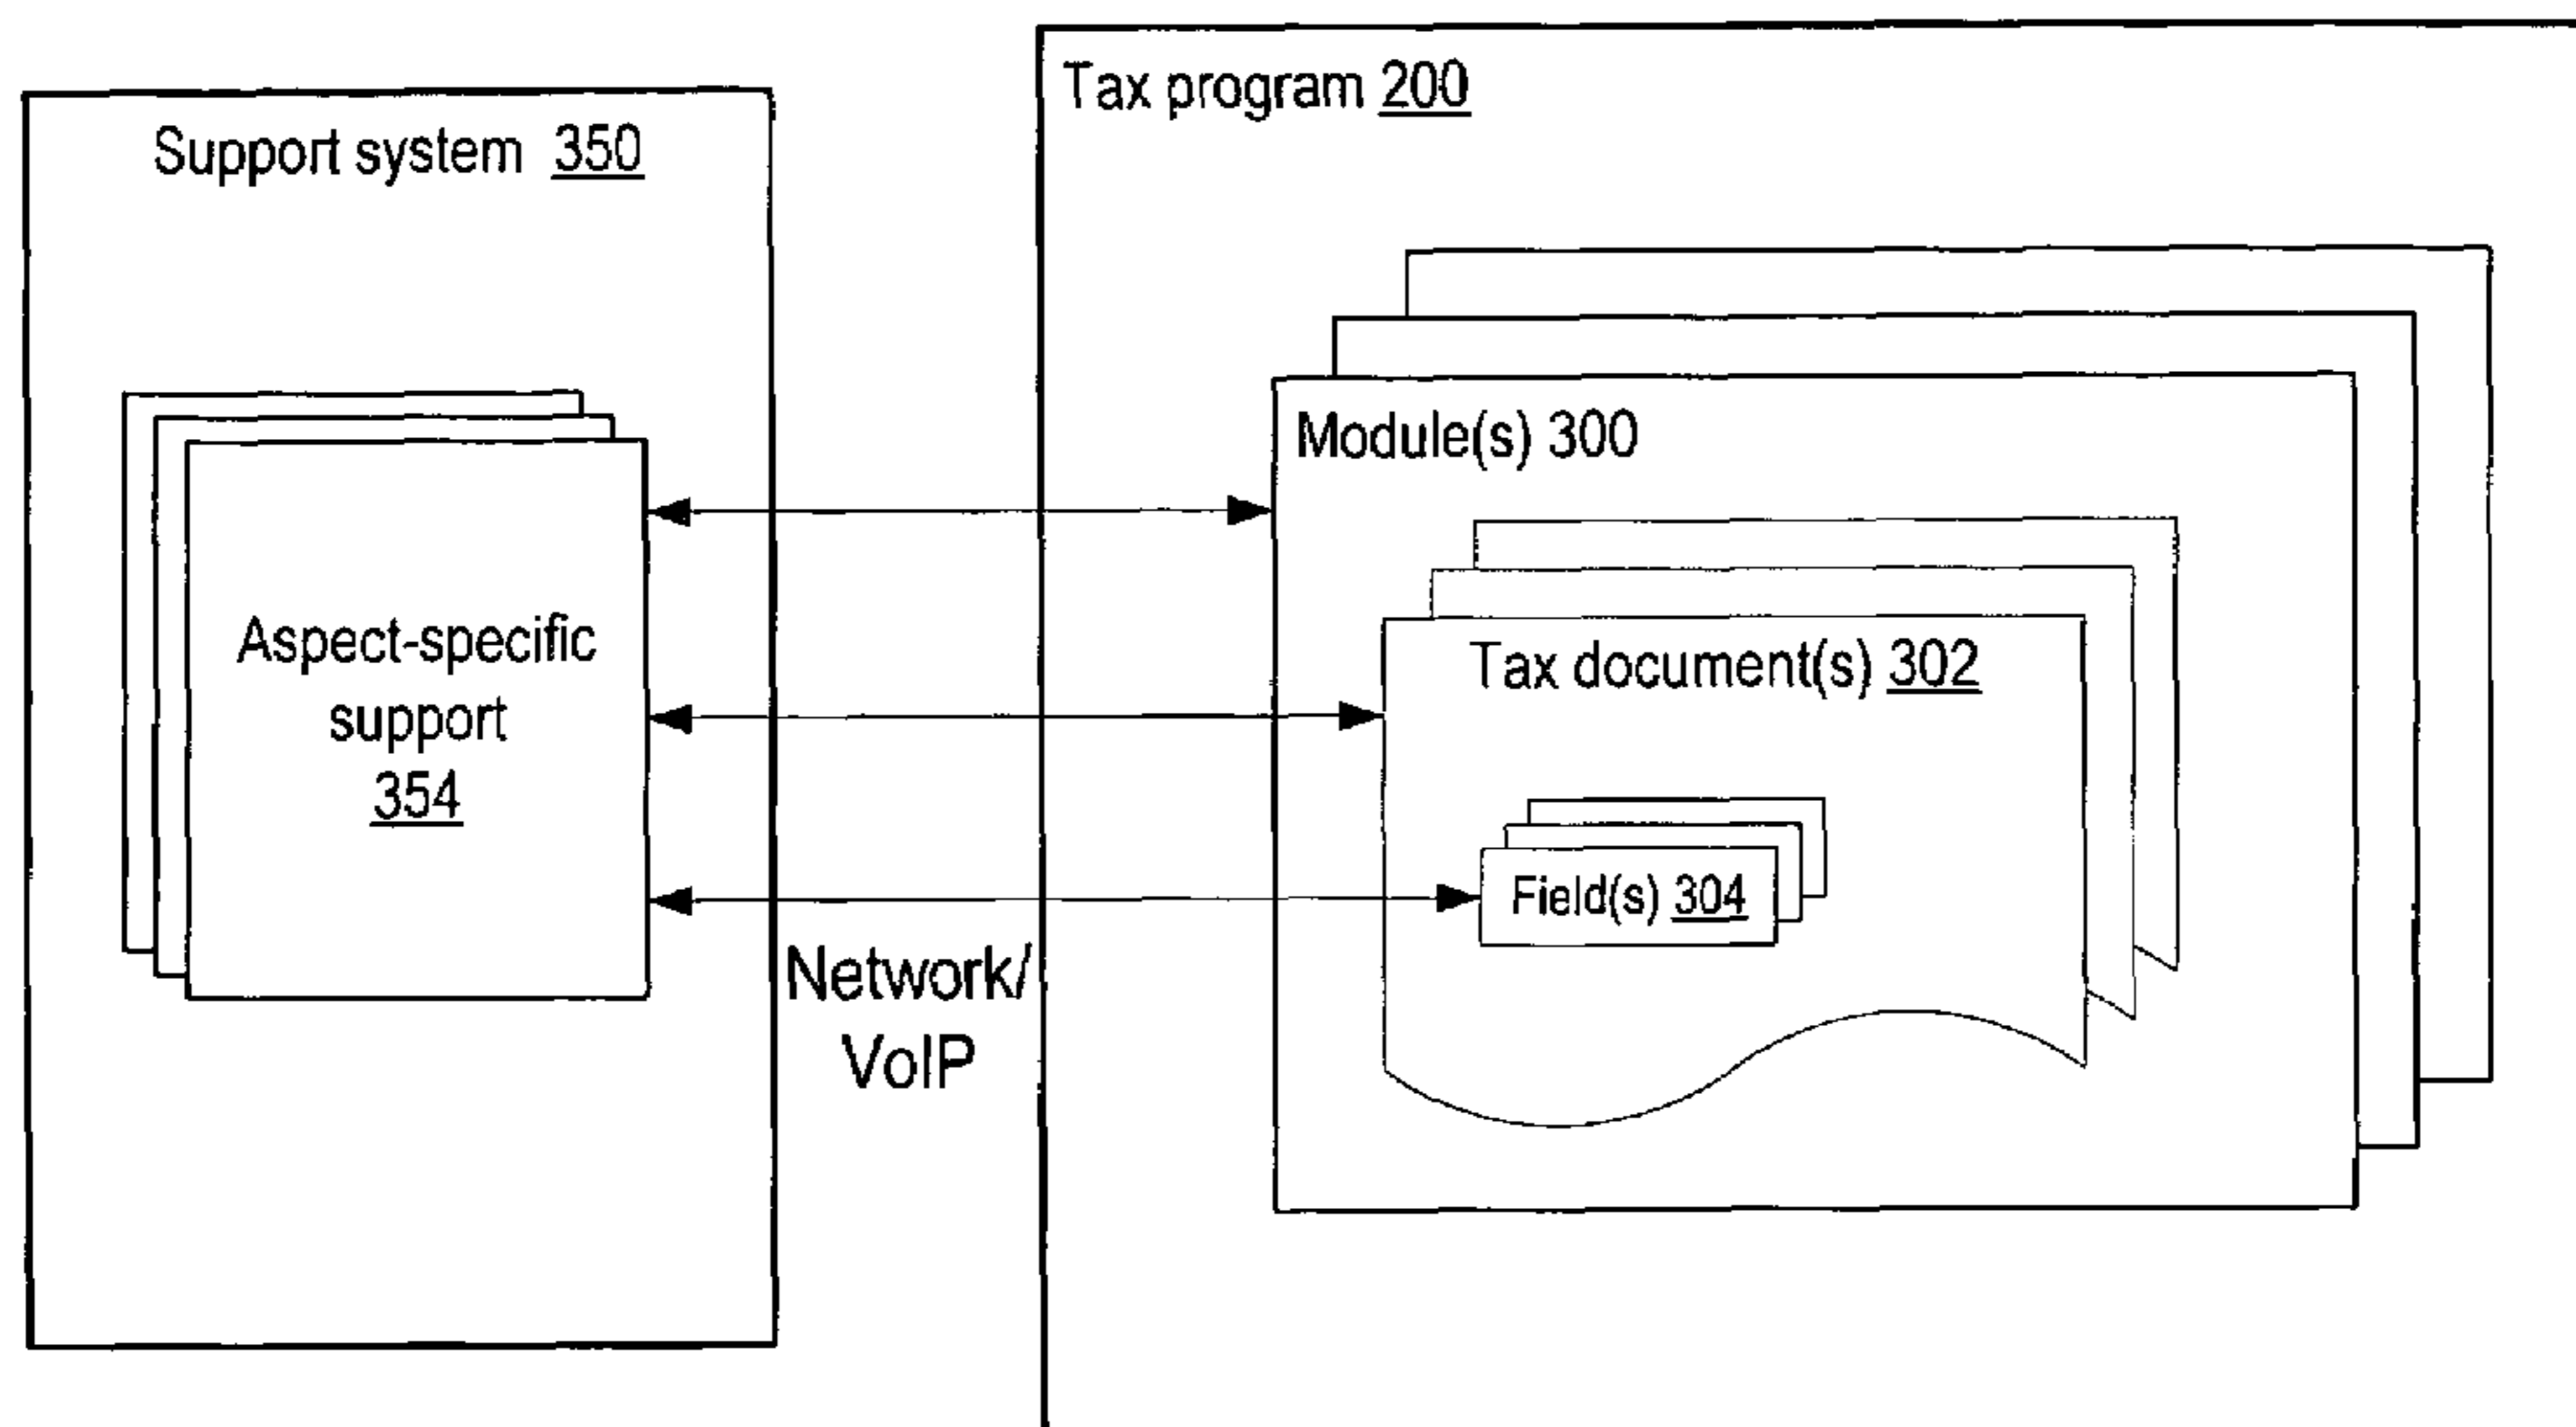 Tax program 200
Support system 350
Module(s) 300
Aspect-specific
support
354
Tax document(s) 302
Field(s) 304
Network/
VoIP